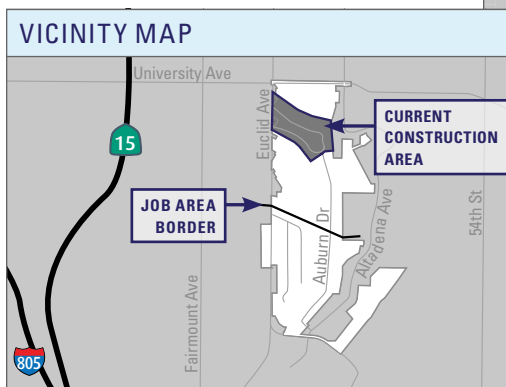 VICINITY MAP
University Ave
Euclid Ave
15
CURRENT
CONSTRUCTION
AREA
JOB AREA
BORDER
Auburn Dr
Altadena Ave
54th St
Fairmount Ave
805